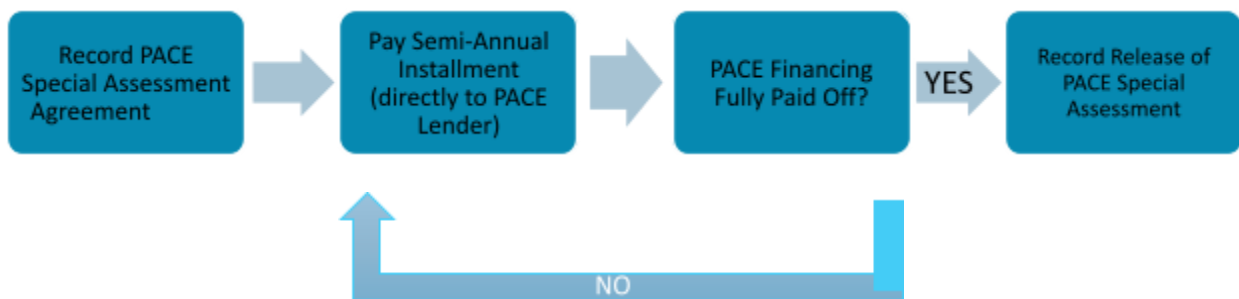 Record PACE
Special Assessment
Agreement
Pay Semi-Annual
Installment
(directly to PACE
Lender)
PACE Financing
Fully Paid Off?
YES
Record Release of
PACE Special
Assessment
NO